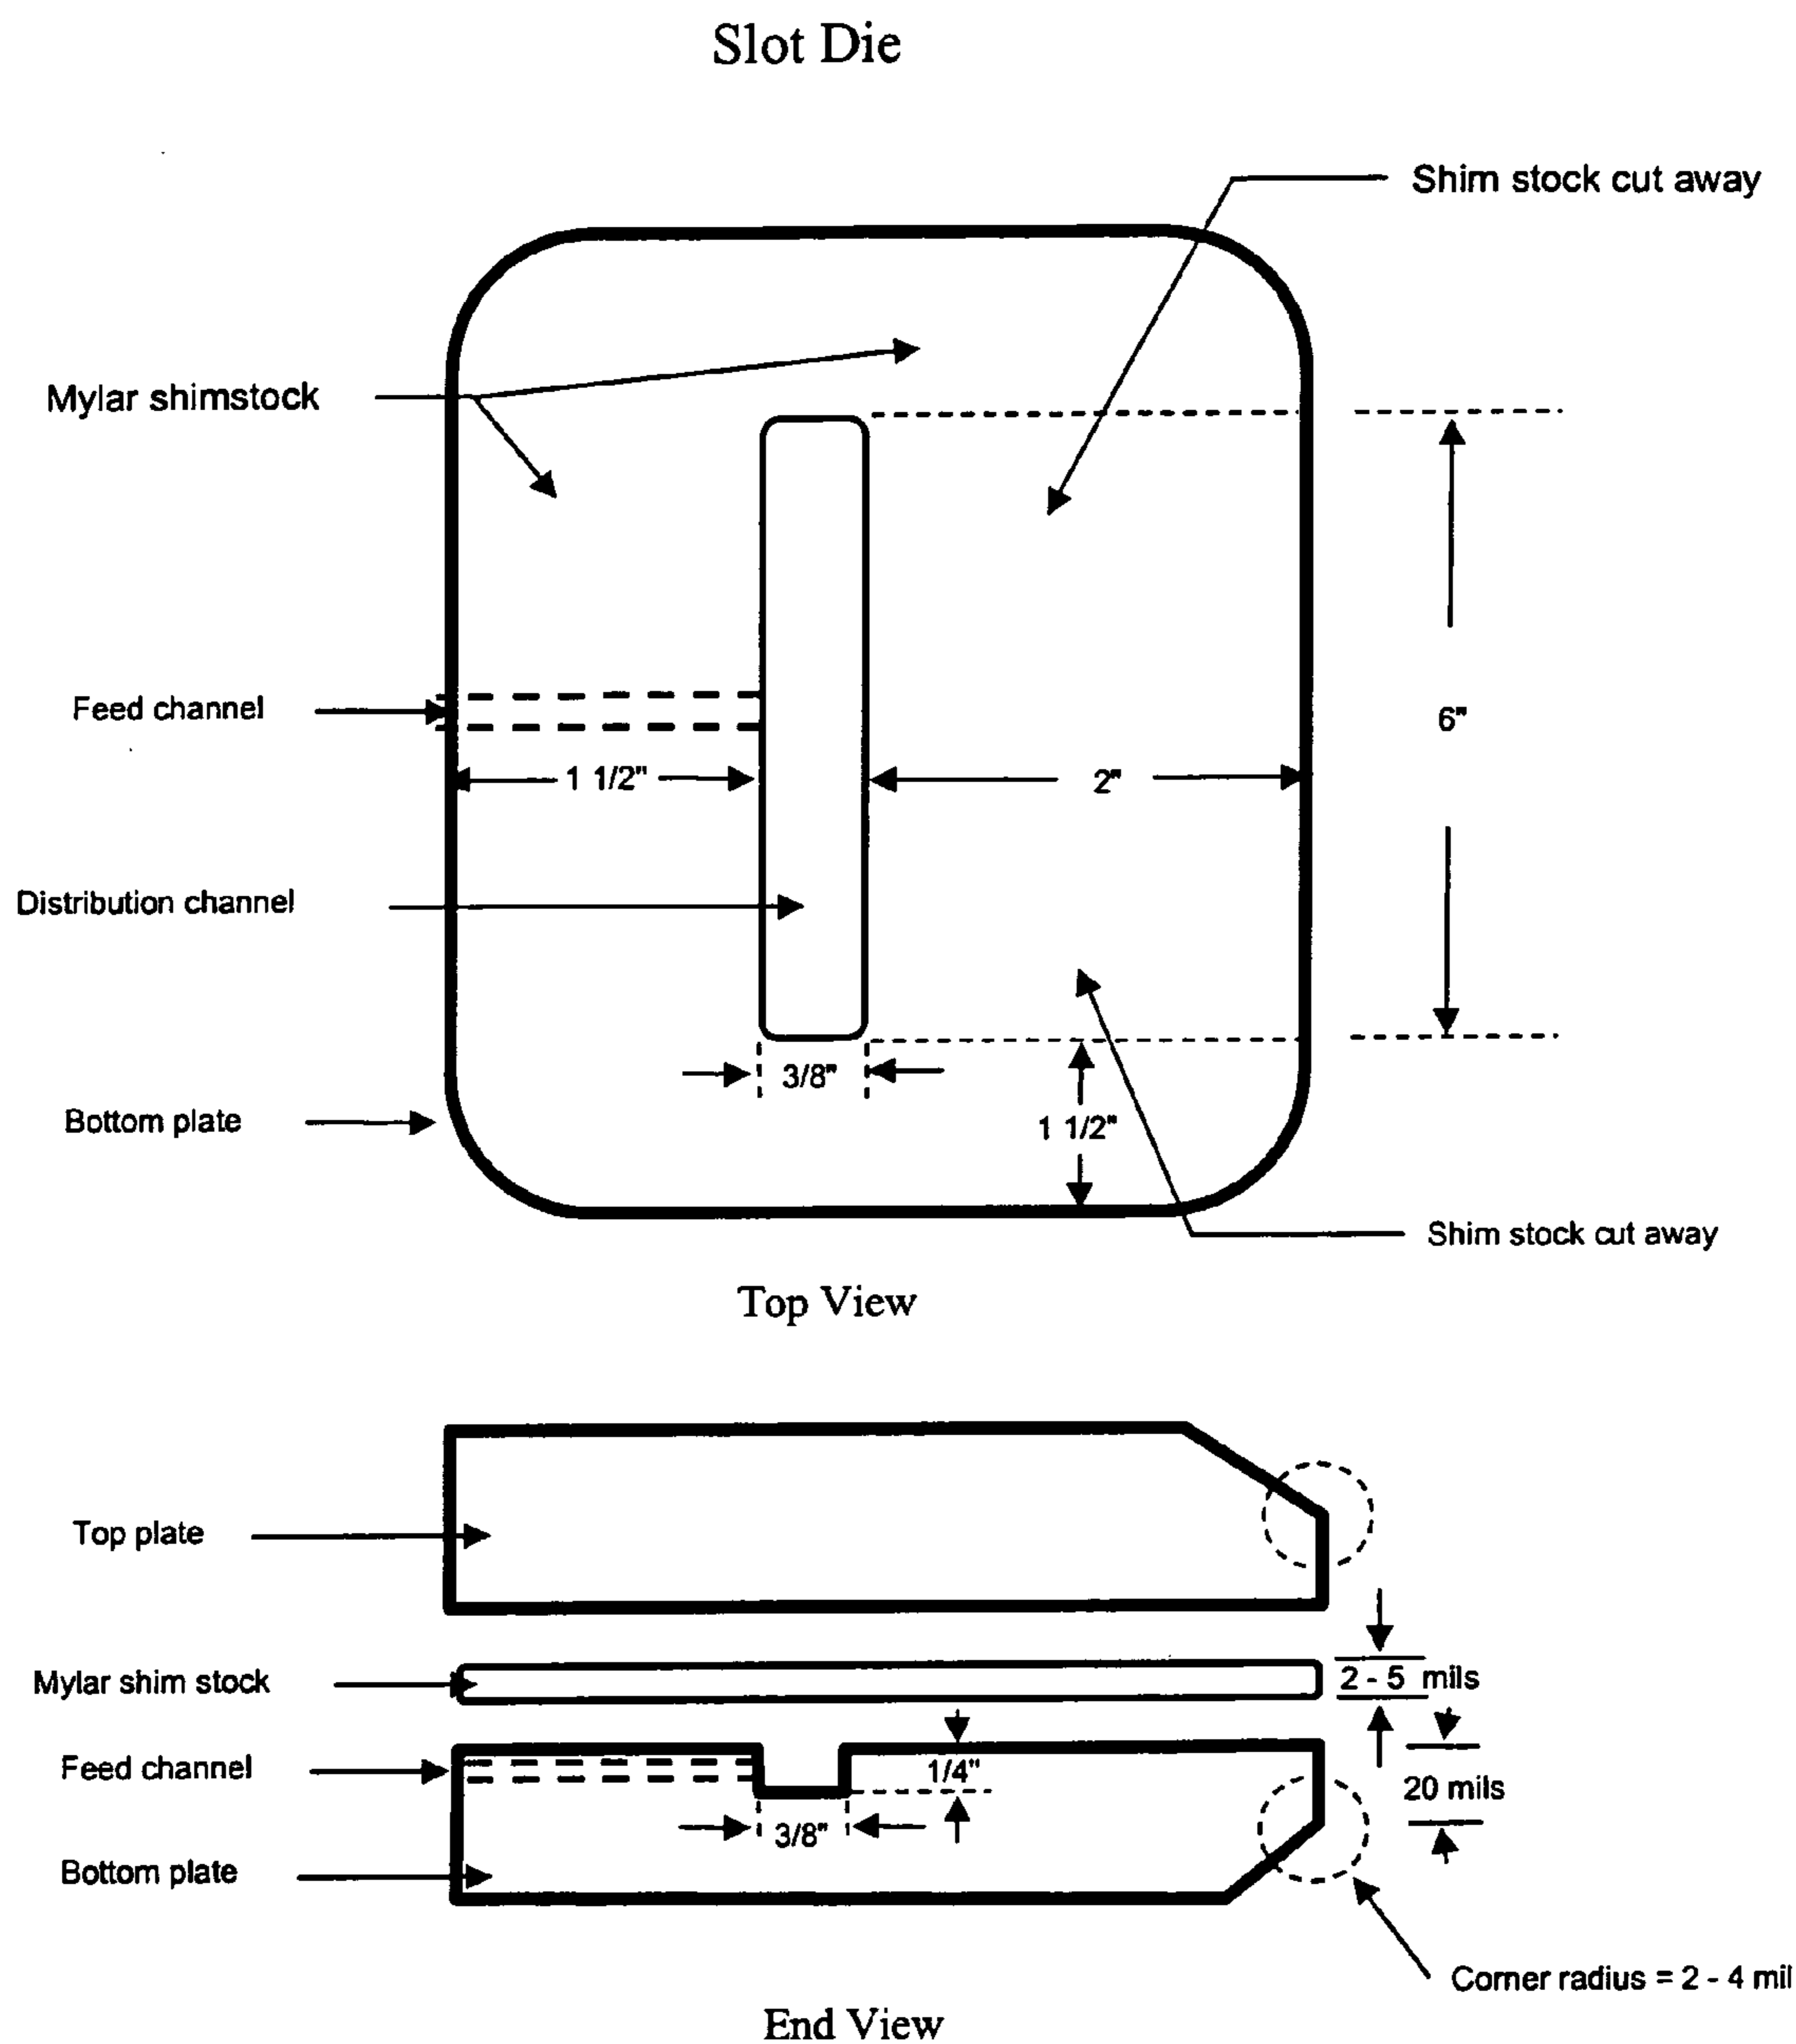 Slot Die
Shim stock cut away
Mylar shimstock
Feed channel
6"
1 1/2"
2"
Distribution channel
3/8"
Bottom plate
1 1/2"
Shim stock cut away
Top View
Top plate
Mylar shim stock
2 - 5 mils
Feed channel
1/4"
20 mils
3/8"
Bottom plate
Corner radius = 2 - 4 mil
End View